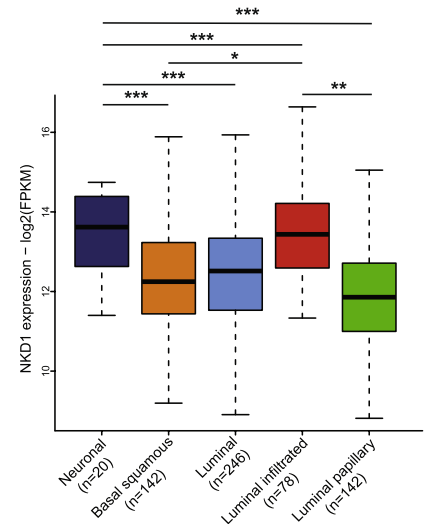 ***
***
*
***
***
**
NKD1 expression − log2(FPKM)
16
14
12
10
Neuronal
(n=20)
Basal squamous
(n=142)
Luminal
(n=246)
Luminal infiltrated
(n=78)
Luminal papillary
(n=142)